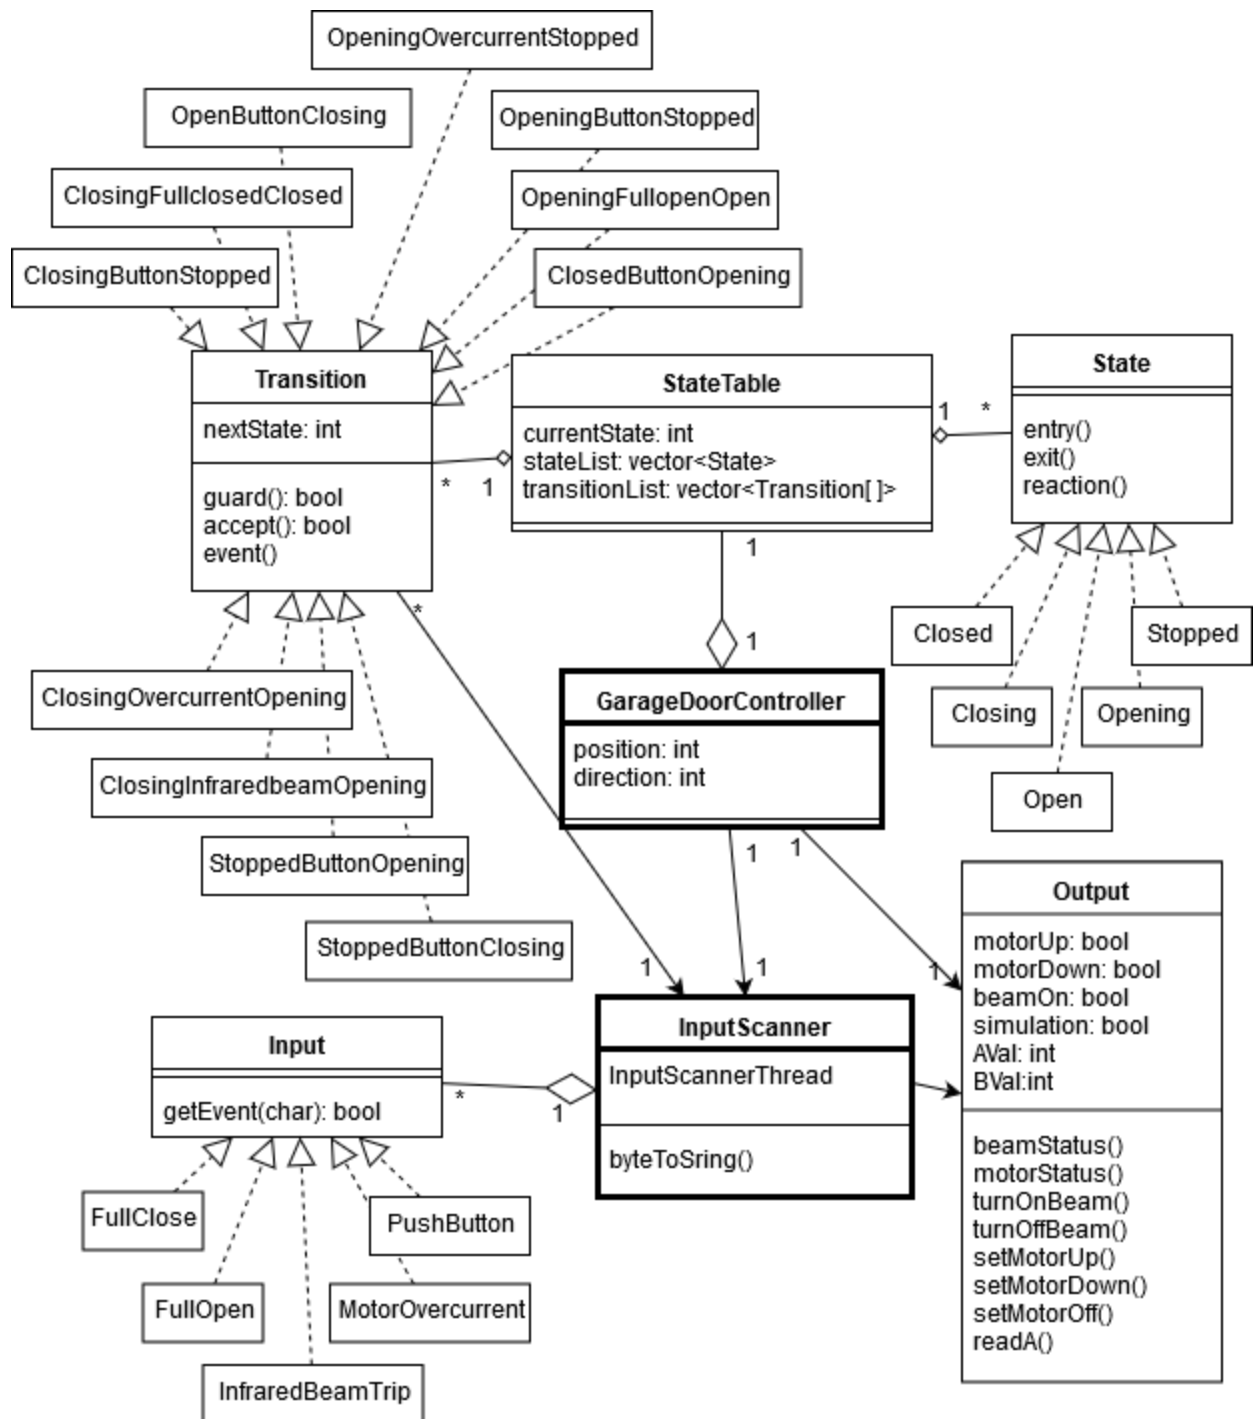 OpeningOvercurrentStopped
OpenButtonClosing
OpeningButtonStopped
ClosingFullclosedClosed
OpeningFullopenOpen
ClosingButtonStopped
ClosedButtonOpening
Transition
nextState: int
guard(): bool
accept(): bool
event()
*
1
StateTable
currentState: int
stateList: vector<State>
transitionList: vector<Transition[ ]>
1
*
State
entry()
exit()
reaction()
1
1
*
Closed
Stopped
Closing
Opening
Open
ClosingOvercurrentOpening
ClosingInfraredbeamOpening
StoppedButtonOpening
StoppedButtonClosing
GarageDoorController
position: int
direction: int
1
1
1
1
1
Output
motorUp: bool
motorDown: bool
beamOn: bool
simulation: bool
AVal: int
BVal:int
beamStatus()
motorStatus()
turnOnBeam()
turnOffBeam()
setMotorUp()
setMotorDown()
setMotorOff()
readA()
InputScanner
InputScannerThread
byteToSring()
Input
getEvent(char): bool
*
1
FullClose
PushButton
FullOpen
MotorOvercurrent
InfraredBeamTrip